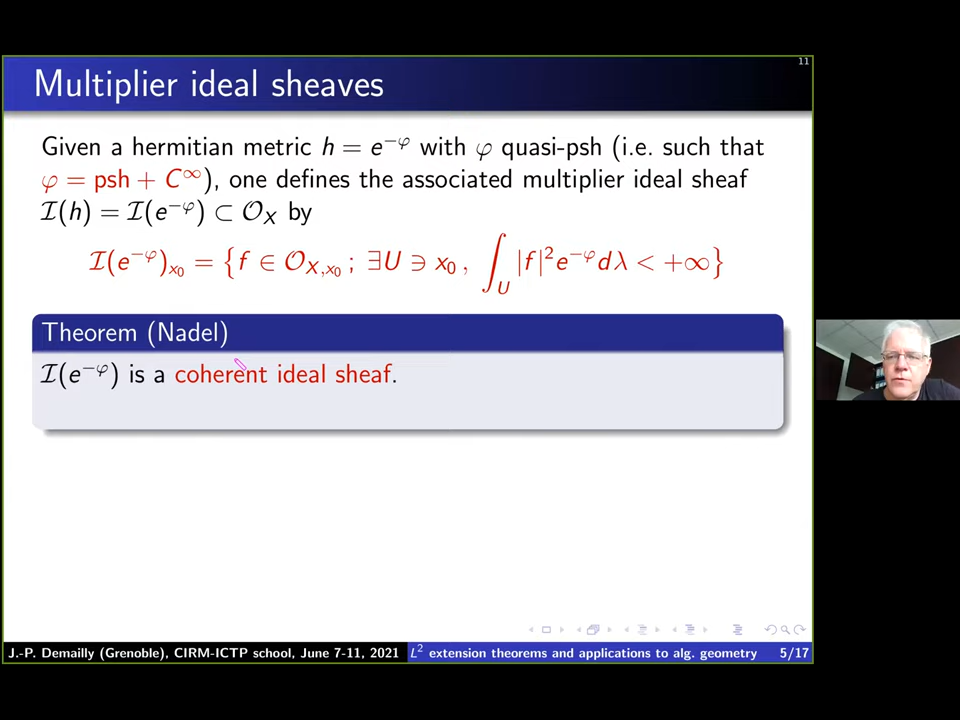 11
Multiplier ideal sheaves
Given a hermitian metric h = e^{−φ} with φ quasi-psh (i.e. such that
φ = psh + C^∞), one defines the associated multiplier ideal sheaf
𝓘(h) = 𝓘(e^{−φ}) ⊂ 𝒪_X by
𝓘(e^{−φ})_{x_0} = {f ∈ 𝒪_{X,x_0} ; ∃U ∋ x_0 , ∫_U |f|^2 e^{−φ} dλ < +∞}
Theorem (Nadel)
𝓘(e^{−φ}) is a coherent ideal sheaf.
J.-P. Demailly (Grenoble), CIRM-ICTP school, June 7-11, 2021 L^2 extension theorems and applications to alg. geometry 5/17